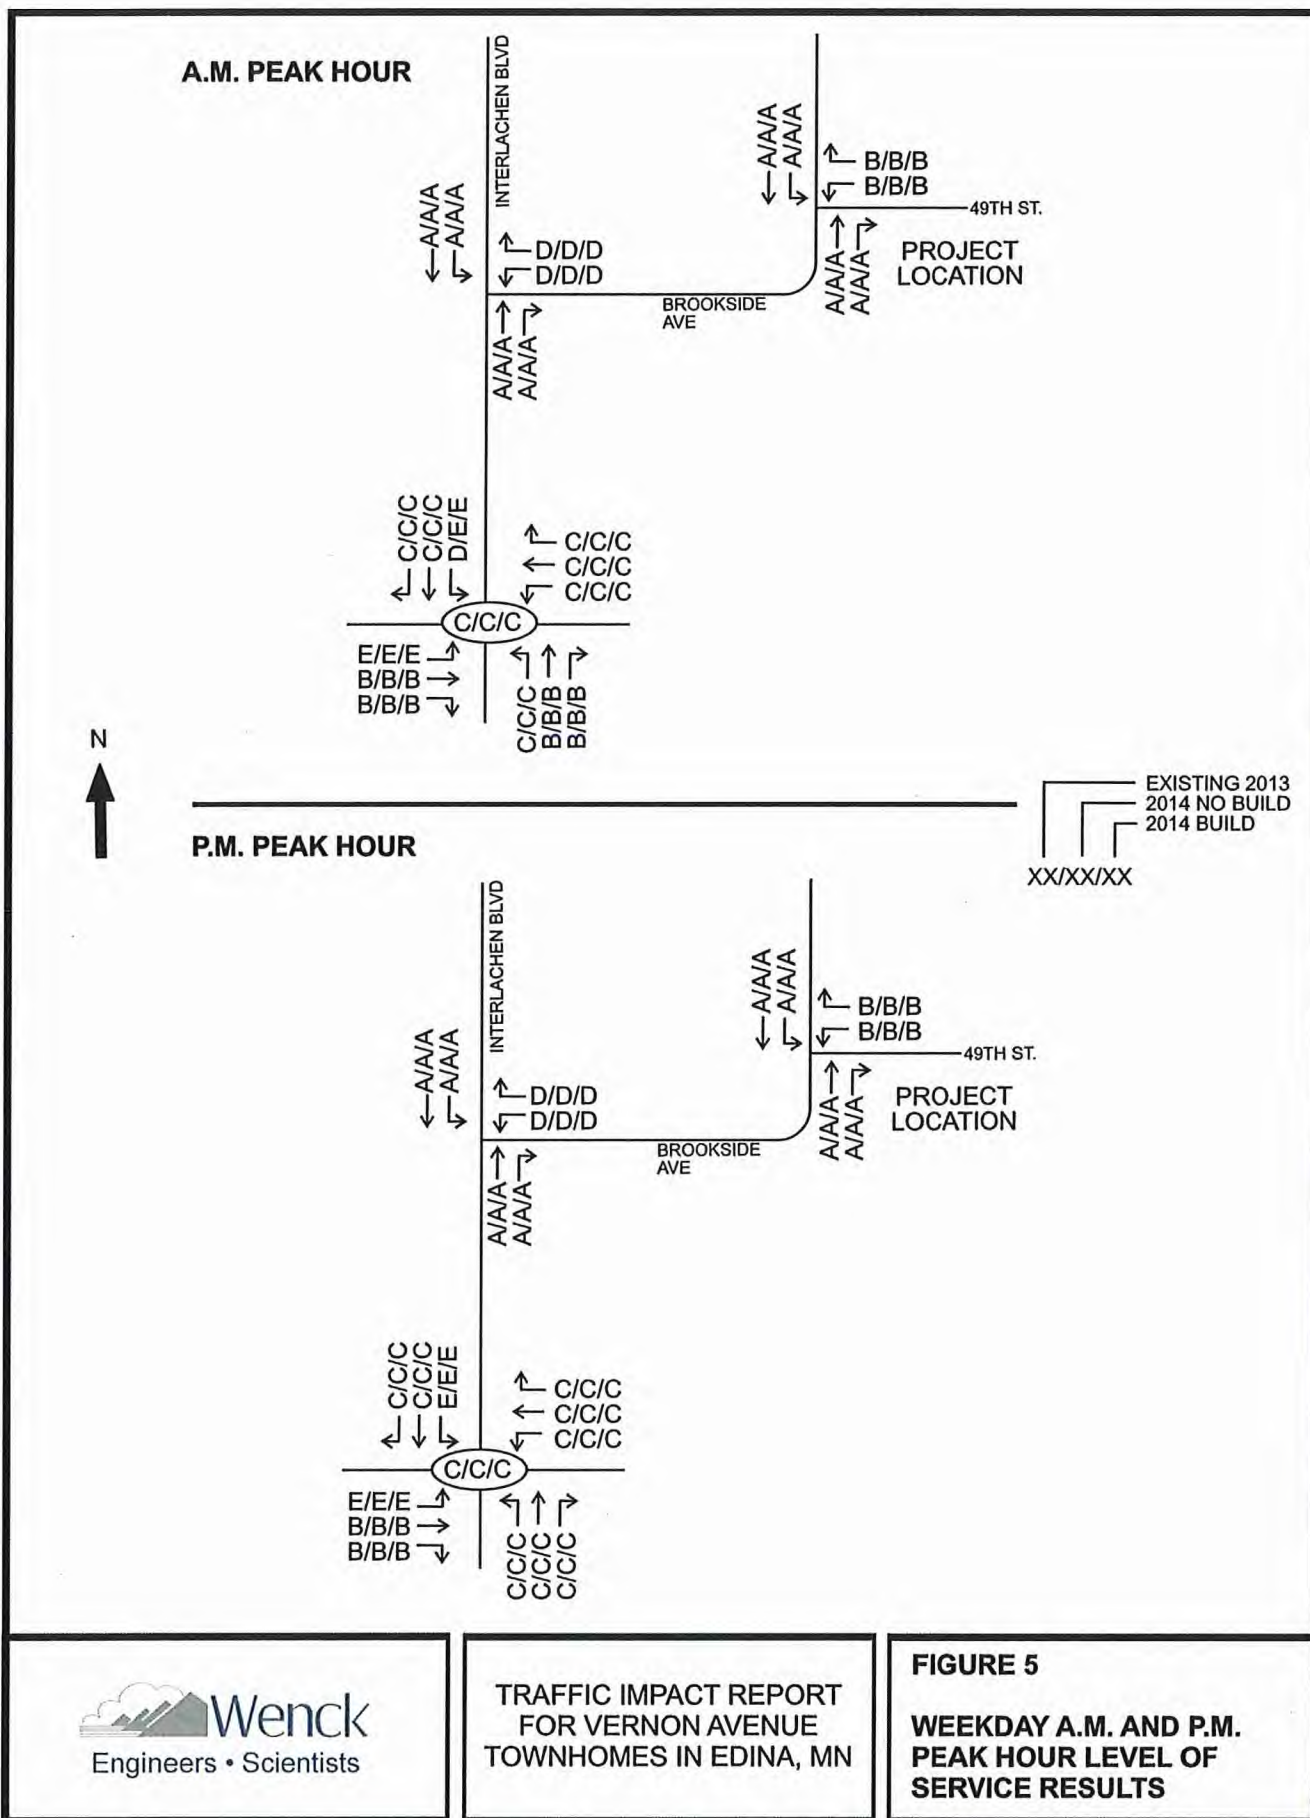 A.M. PEAK HOUR
INTERLACHEN BLVD
A/A/A
A/A/A
B/B/B
B/B/B
49TH ST.
A/A/A
A/A/A
D/D/D
D/D/D
A/A/A
A/A/A
PROJECT
LOCATION
BROOKSIDE
AVE
A/A/A
A/A/A
C/C/C
C/C/C
D/E/E
C/C/C
C/C/C
C/C/C
C/C/C
E/E/E
B/B/B
B/B/B
C/C/C
B/B/B
B/B/B
N
EXISTING 2013
2014 NO BUILD
2014 BUILD
XX/XX/XX
P.M. PEAK HOUR
INTERLACHEN BLVD
A/A/A
A/A/A
B/B/B
B/B/B
49TH ST.
A/A/A
A/A/A
D/D/D
D/D/D
A/A/A
A/A/A
PROJECT
LOCATION
BROOKSIDE
AVE
A/A/A
A/A/A
C/C/C
C/C/C
E/E/E
C/C/C
C/C/C
C/C/C
C/C/C
E/E/E
B/B/B
B/B/B
C/C/C
C/C/C
C/C/C
Wenck
Engineers • Scientists
TRAFFIC IMPACT REPORT
FOR VERNON AVENUE
TOWNHOMES IN EDINA, MN
FIGURE 5
WEEKDAY A.M. AND P.M.
PEAK HOUR LEVEL OF
SERVICE RESULTS